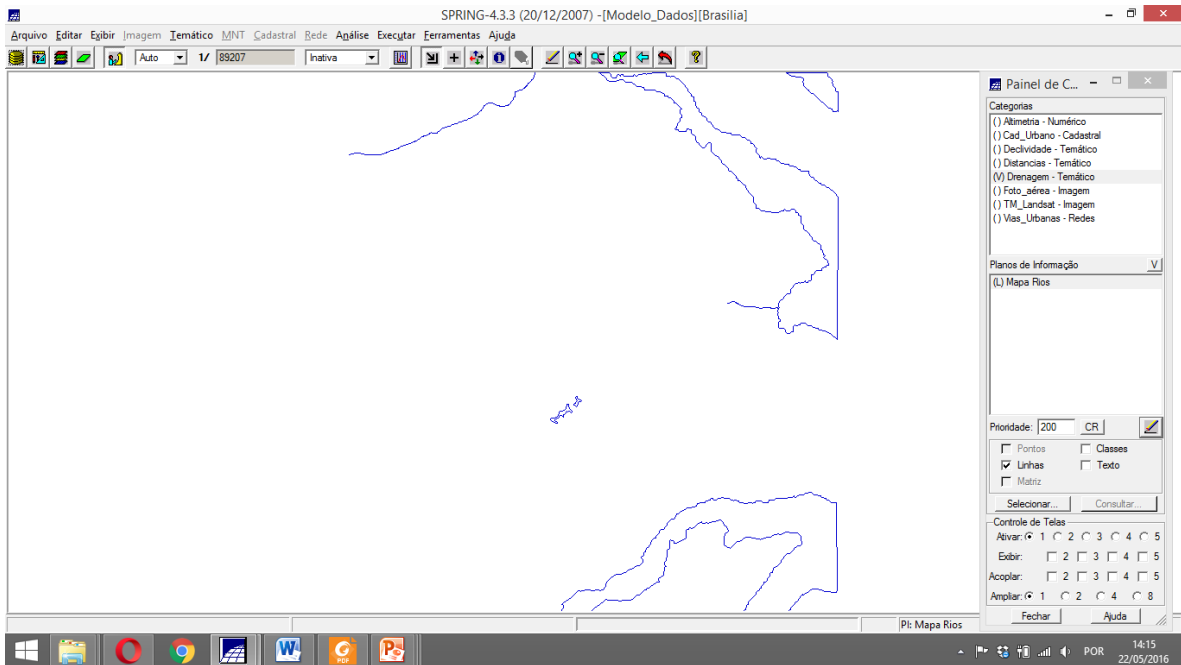 SPRING-4.3.3 (20/12/2007) -[Modelo_Dados][Brasilia]
Arquivo Editar Exibir Imagem Temático MNT Cadastral Rede Análise Executar Ferramentas Ajuda
Auto 1/ 89207 Inativa
Painel de C...
Categorias
( ) Altimetria - Numérico
( ) Cad_Urbano - Cadastral
( ) Declividade - Temático
( ) Distancias - Temático
(V) Drenagem - Temático
( ) Foto_aérea - Imagem
( ) TM_Landsat - Imagem
( ) Vias_Urbanas - Redes
Planos de Informação V
(L) Mapa Rios
Prioridade: 200 CR
Pontos Classes
Linhas Texto
Matriz
Selecionar... Consultar...
Controle de Telas
Ativar: 1 2 3 4 5
Exibir: 2 3 4 5
Acoplar: 2 3 4 5
Ampliar: 1 2 4 8
Fechar Ajuda
PI: Mapa Rios
PDF
POR
14:15
22/05/2016